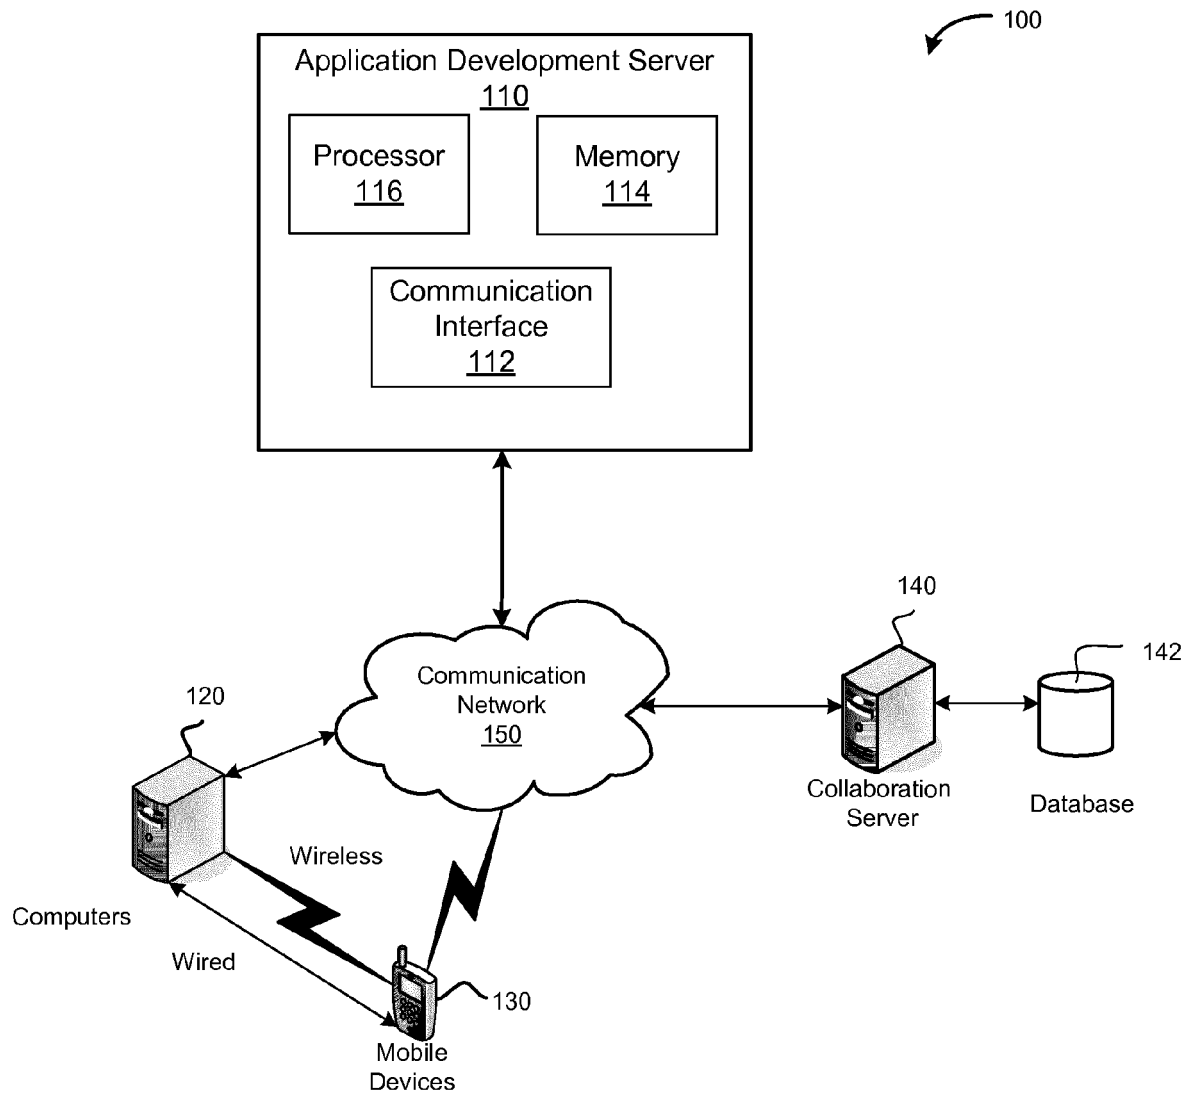 100
Application Development Server
110
Processor
116
Memory
114
Communication
Interface
112
140
142
Communication
Network
150
120
Collaboration
Server
Database
Wireless
Computers
Wired
130
Mobile
Devices